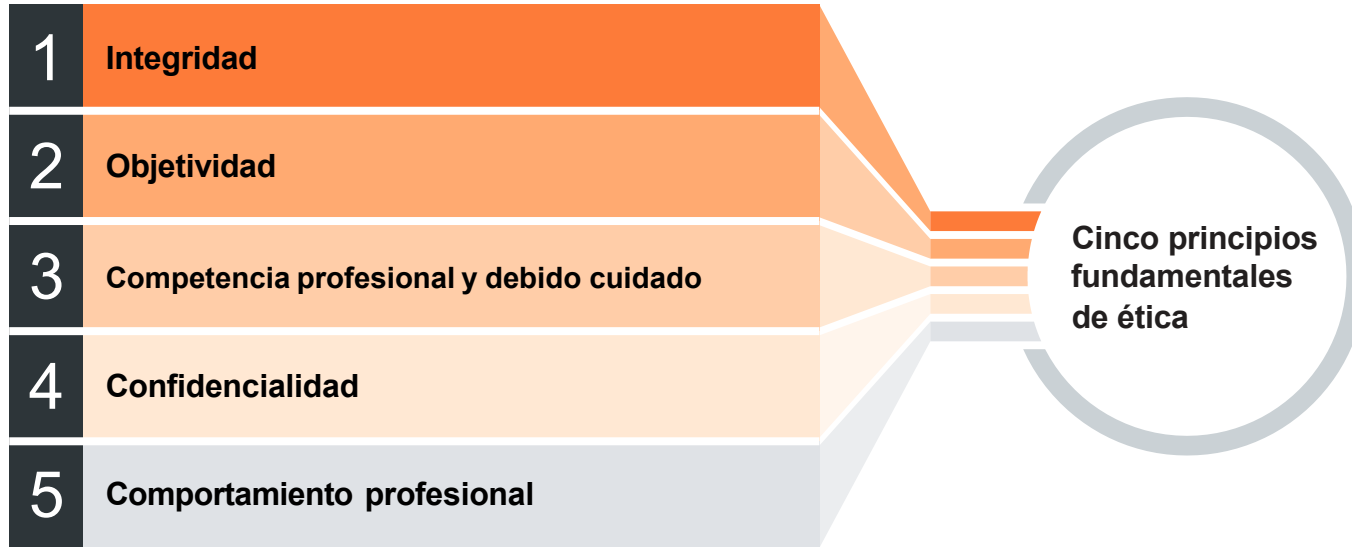 1 Integridad
2 Objetividad
3 Competencia profesional y debido cuidado
4 Confidencialidad
5 Comportamiento profesional
Cinco principios
fundamentales
de ética